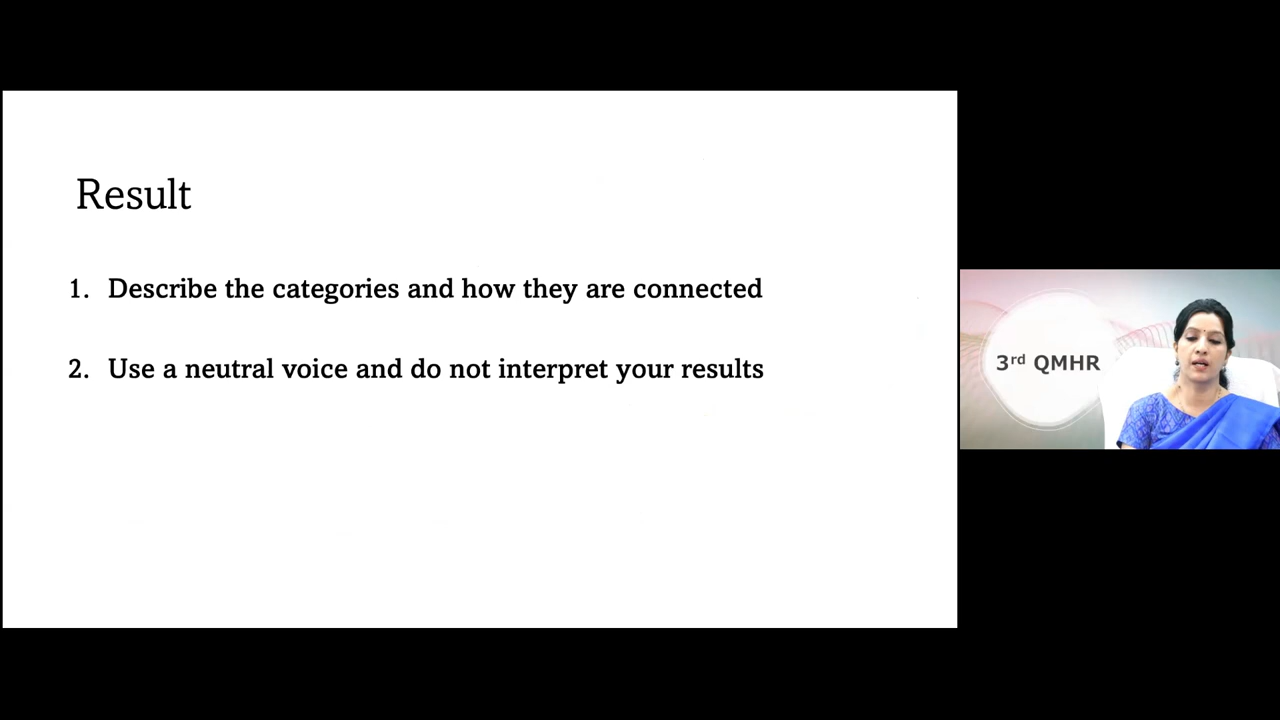 Result
1. Describe the categories and how they are connected
2. Use a neutral voice and do not interpret your results
3rd QMHR